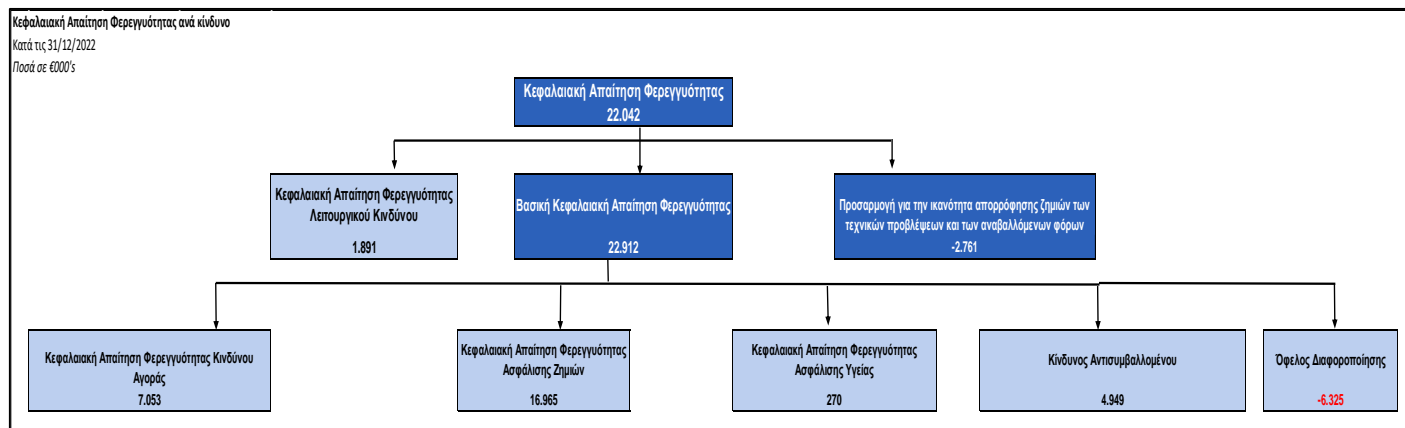 Κεφαλαιακή Απαίτηση Φερεγγυότητας ανά κίνδυνο
Κατά τις 31/12/2022
Ποσά σε €000's
Κεφαλαιακή Απαίτηση Φερεγγυότητας
22.042
Κεφαλαιακή Απαίτηση Φερεγγυότητας
Λειτουργικού Κινδύνου
1.891
Βασική Κεφαλαιακή Απαίτηση Φερεγγυότητας
22.912
Προσαρμογή για την ικανότητα απορρόφησης ζημιών των
τεχνικών προβλέψεων και των αναβαλλόμενων φόρων
-2.761
Κεφαλαιακή Απαίτηση Φερεγγυότητας Κινδύνου
Αγοράς
7.053
Κεφαλαιακή Απαίτηση Φερεγγυότητας
Ασφάλισης Ζημιών
16.965
Κεφαλαιακή Απαίτηση Φερεγγυότητας
Ασφάλισης Υγείας
270
Κίνδυνος Αντισυμβαλλομένου
4.949
Όφελος Διαφοροποίησης
-6.325